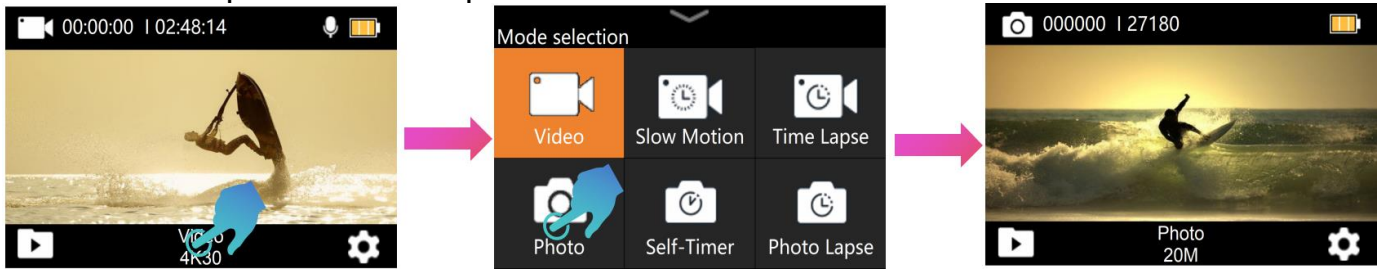 00:00:00 I 02:48:14
Video
4K30
Mode selection
Video
Slow Motion
Time Lapse
Photo
Self-Timer
Photo Lapse
000000 I 27180
Photo
20M